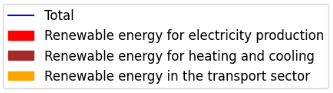 Total
Renewable energy for electricity production
Renewable energy for heating and cooling
Renewable energy in the transport sector